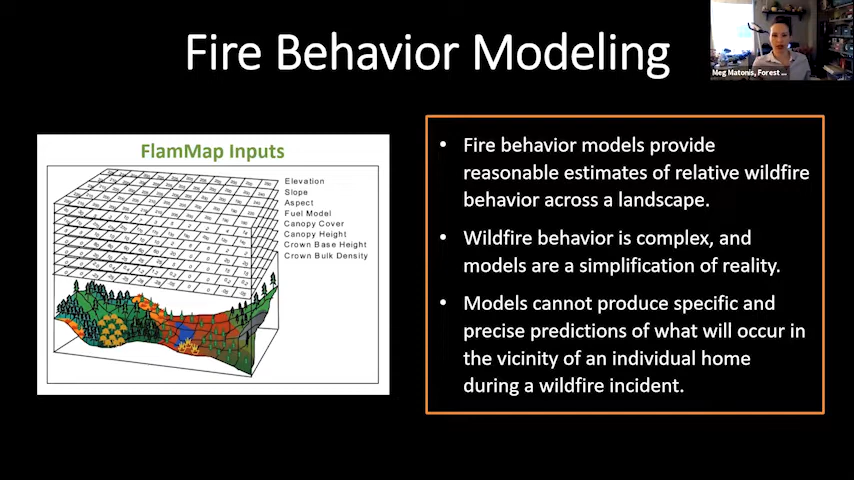 Fire Behavior Modeling
Meg Matonis, Forest ...
FlamMap Inputs
Elevation
Slope
Aspect
Fuel Model
Canopy Cover
Canopy Height
Crown Base Height
Crown Bulk Density
• Fire behavior models provide
reasonable estimates of relative wildfire
behavior across a landscape.
• Wildfire behavior is complex, and
models are a simplification of reality.
• Models cannot produce specific and
precise predictions of what will occur in
the vicinity of an individual home
during a wildfire incident.